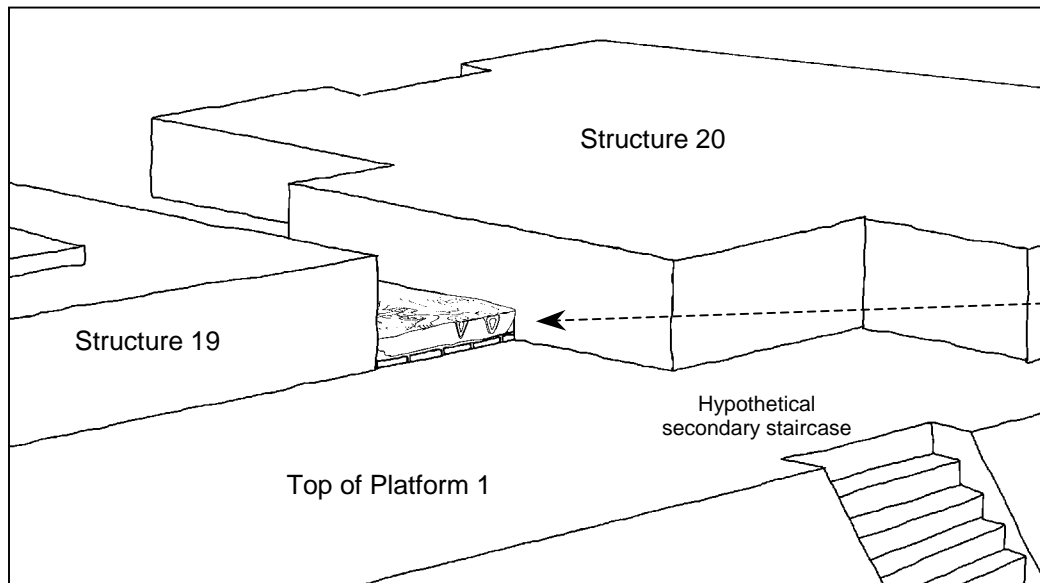 Structure 20
Structure 19
Hypothetical
secondary staircase
Top of Platform 1